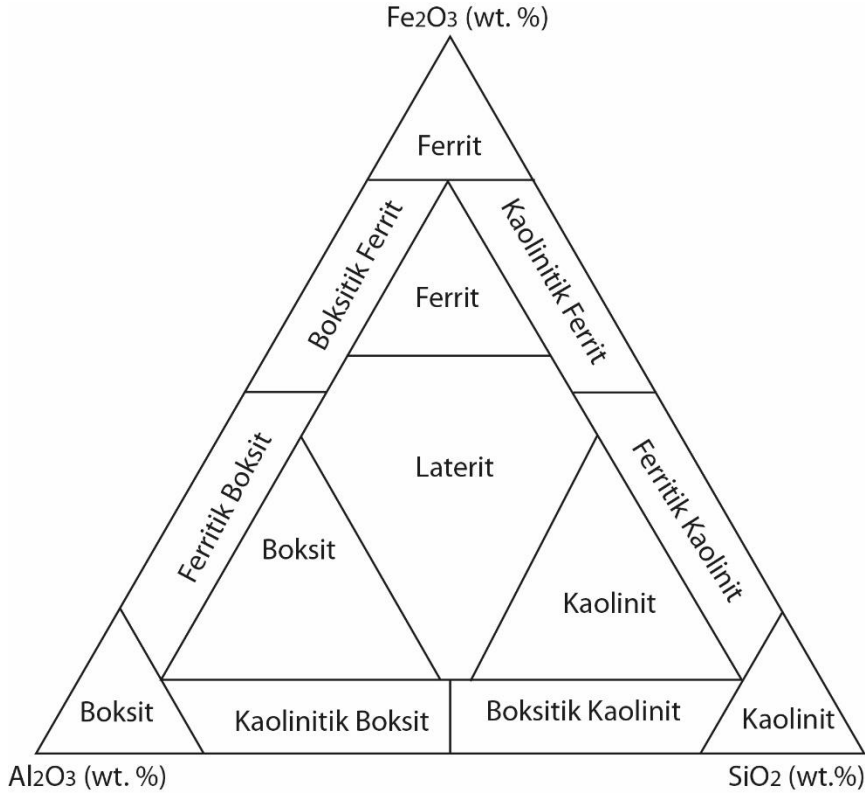 Fe2O3 (wt. %)
Ferrit
Boksitik Ferrit
Kaolinitik Ferrit
Ferrit
Ferritik Boksit
Laterit
Ferritik Kaolinit
Boksit
Kaolinit
Boksit
Kaolinitik Boksit
Boksitik Kaolinit
Kaolinit
Al2O3 (wt. %)
SiO2 (wt.%)